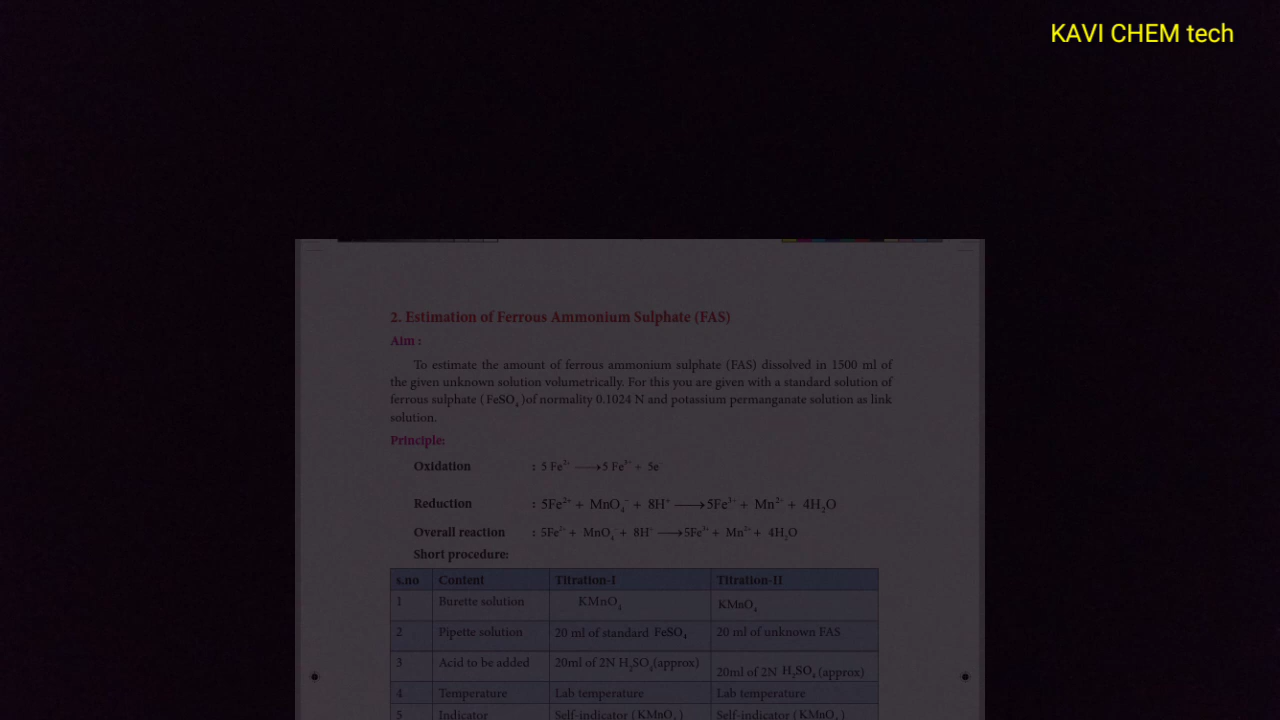 KAVI CHEM tech
2. Estimation of Ferrous Ammonium Sulphate (FAS)
Aim :
To estimate the amount of ferrous ammonium sulphate (FAS) dissolved in 1500 ml of
the given unknown solution volumetrically. For this you are given with a standard solution of
ferrous sulphate ( FeSO₄ )of normality 0.1024 N and potassium permanganate solution as link
solution.
Principle:
Oxidation : 5 Fe²⁺ ⟶ 5 Fe³⁺ + 5e⁻
Reduction : 5Fe²⁺ + MnO₄⁻ + 8H⁺ ⟶ 5Fe³⁺ + Mn²⁺ + 4H₂O
Overall reaction : 5Fe²⁺ + MnO₄⁻ + 8H⁺ ⟶ 5Fe³⁺ + Mn²⁺ + 4H₂O
Short procedure:
s.no Content Titration-I Titration-II
1 Burette solution KMnO₄ KMnO₄
2 Pipette solution 20 ml of standard FeSO₄ 20 ml of unknown FAS
3 Acid to be added 20ml of 2N H₂SO₄(approx) 20ml of 2N H₂SO₄ (approx)
4 Temperature Lab temperature Lab temperature
5 Indicator Self-indicator ( KMnO₄ ) Self-indicator ( KMnO₄ )